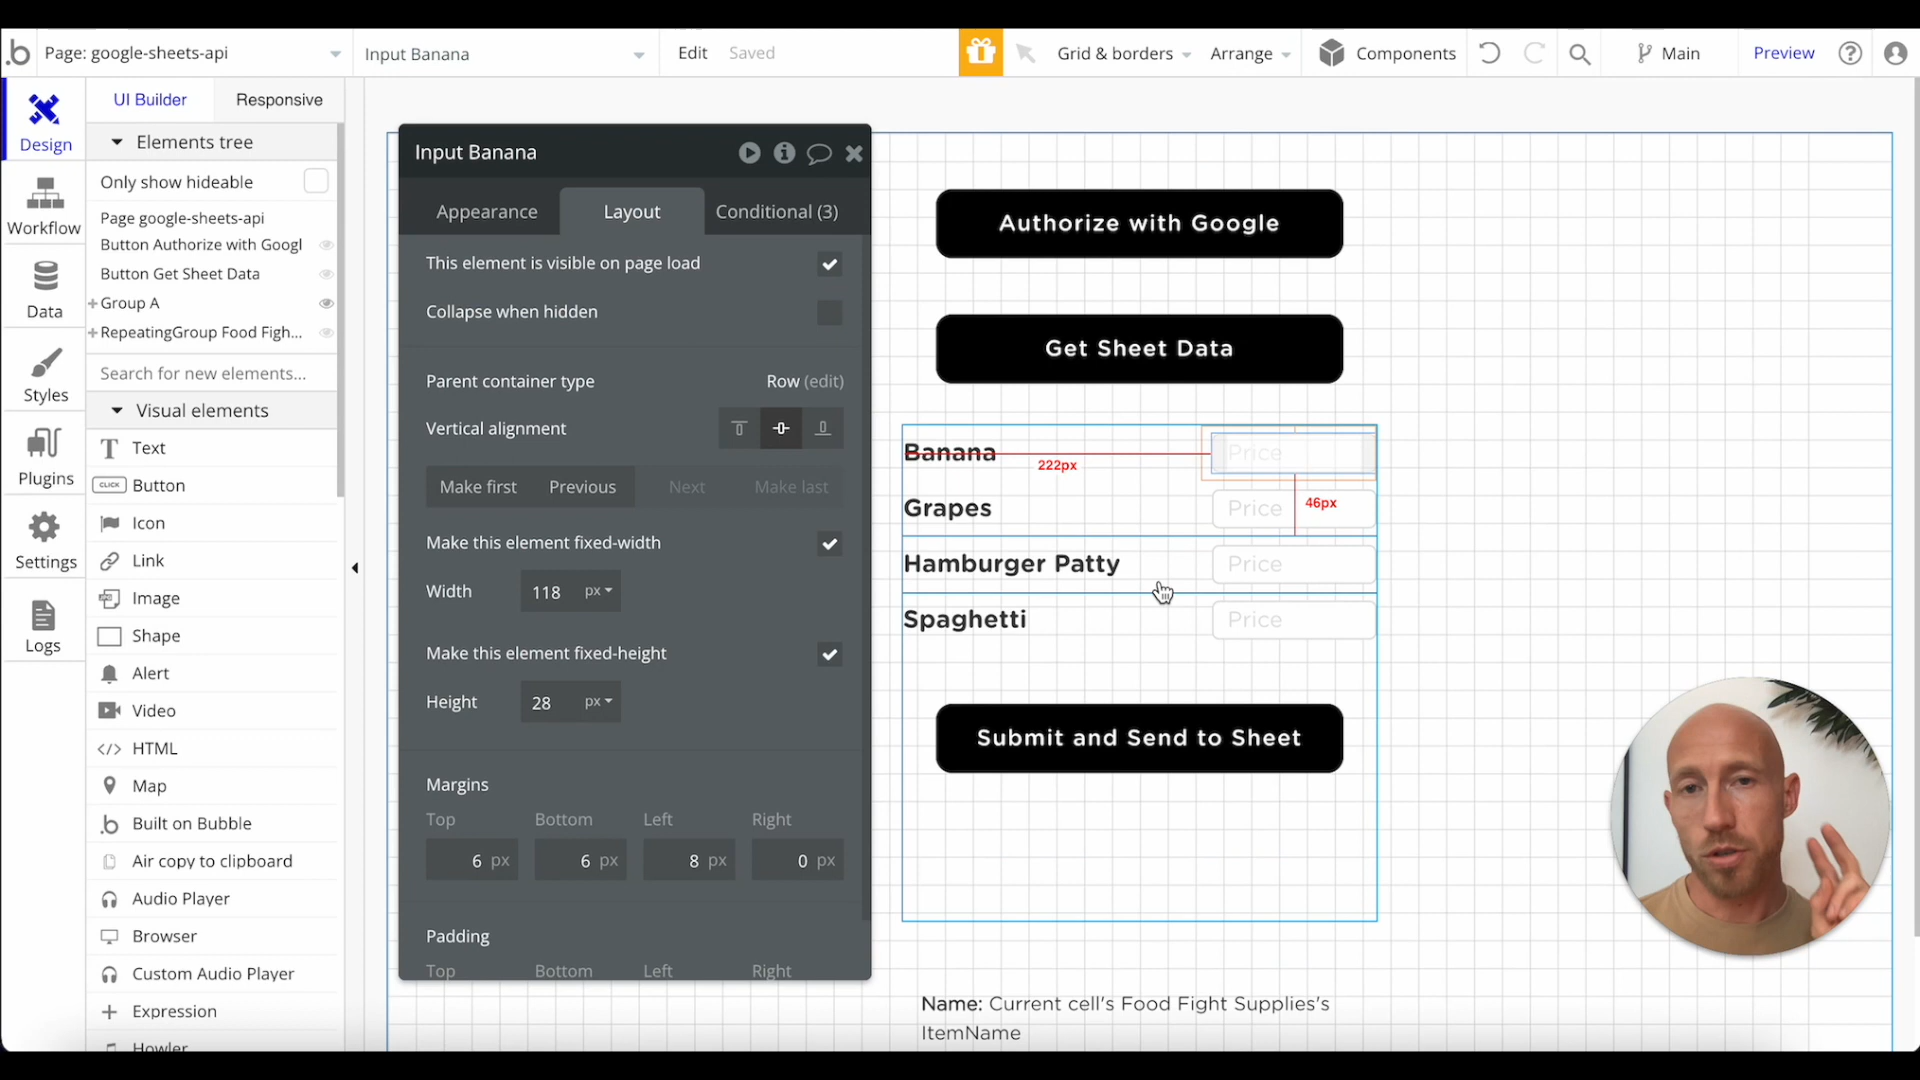 Page: google-sheets-api
Input Banana
Edit
Saved
Grid & borders
Arrange
Components
Main
Preview
Design
Workflow
Data
Styles
Plugins
Settings
Logs
UI Builder
Responsive
Elements tree
Only show hideable
Page google-sheets-api
Button Authorize with Googl
Button Get Sheet Data
+ Group A
+ RepeatingGroup Food Figh...
Search for new elements...
Visual elements
Text
CLICK Button
Icon
Link
Image
Shape
Alert
Video
</> HTML
Map
Built on Bubble
Air copy to clipboard
Audio Player
Browser
Custom Audio Player
Expression
Howler
Input Banana
Appearance
Layout
Conditional (3)
This element is visible on page load
Collapse when hidden
Parent container type
Row (edit)
Vertical alignment
Make first
Previous
Next
Make last
Make this element fixed-width
Width
118 px
Make this element fixed-height
Height
28 px
Margins
Top
Bottom
Left
Right
6 px
6 px
8 px
0 px
Padding
Top
Bottom
Left
Right
Authorize with Google
Get Sheet Data
Banana
222px
Price
Grapes
Price
46px
Hamburger Patty
Price
Spaghetti
Price
Submit and Send to Sheet
Name: Current cell's Food Fight Supplies's
ItemName